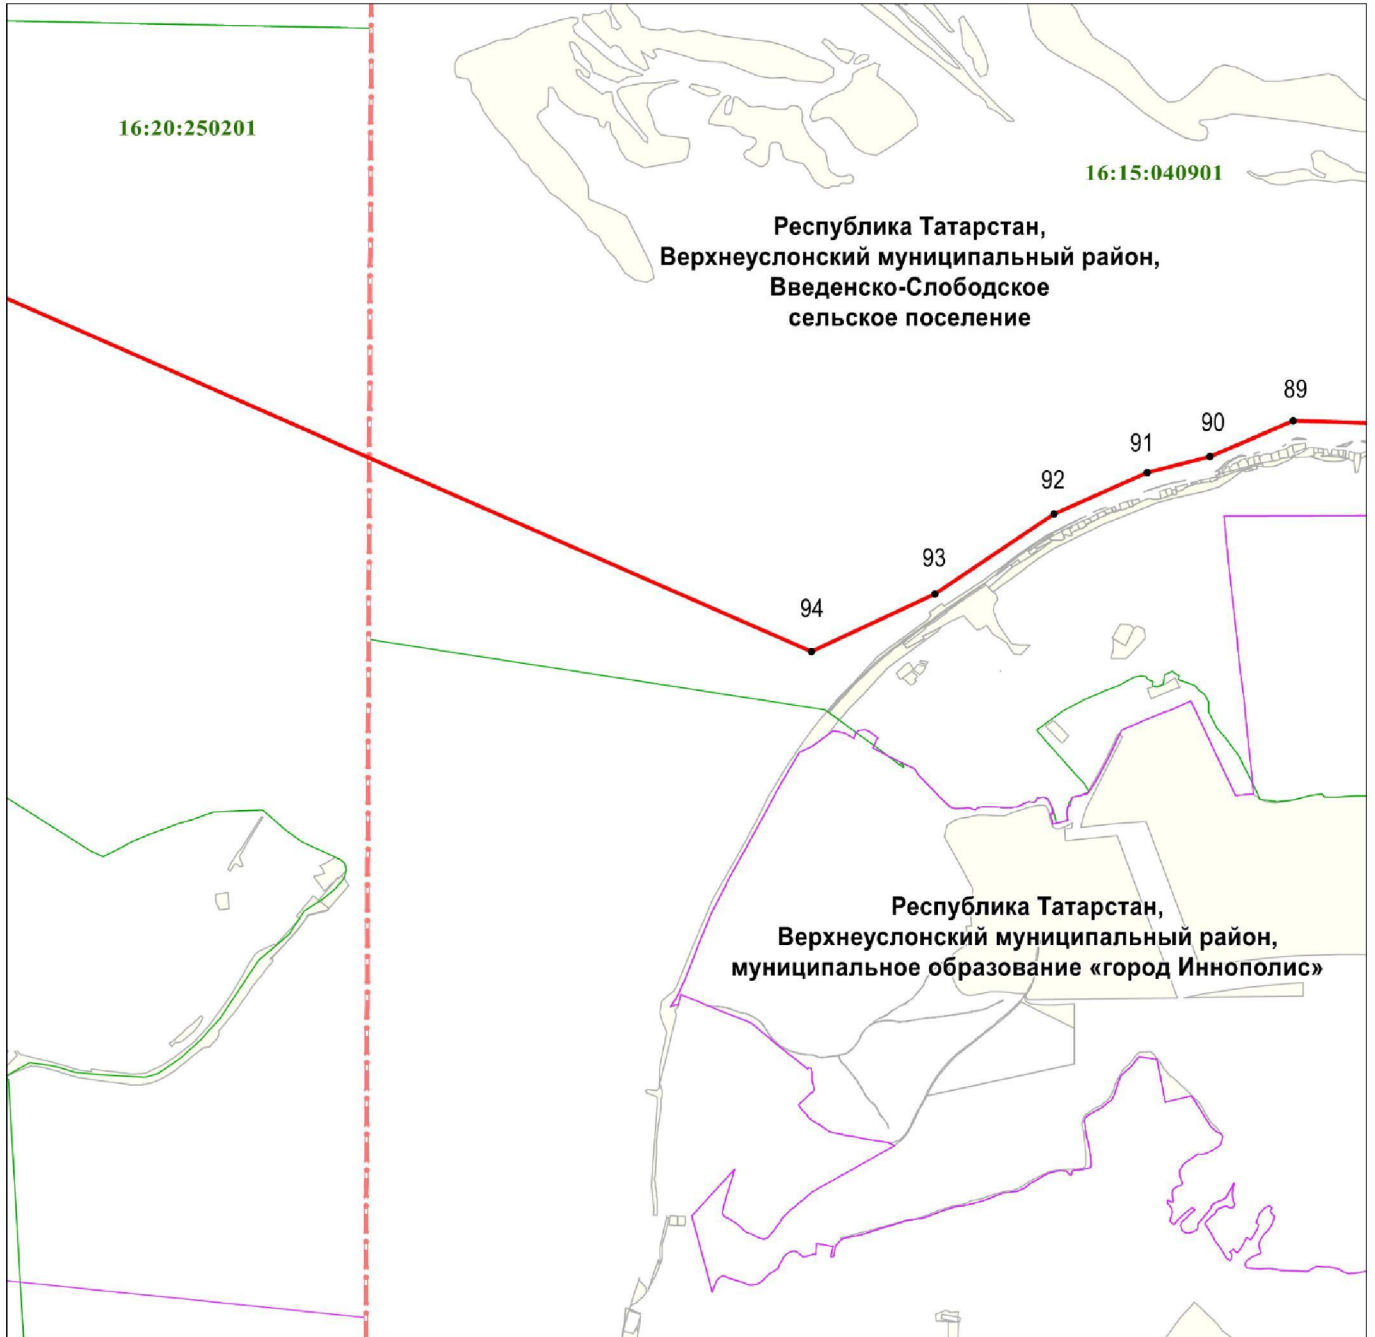 16:20:250201
16:15:040901
Республика Татарстан,
Верхнеуслонский муниципальный район,
Введенско-Слободское
сельское поселение
89
90
91
92
93
94
Республика Татарстан,
Верхнеуслонский муниципальный район,
муниципальное образование «город Иннополис»